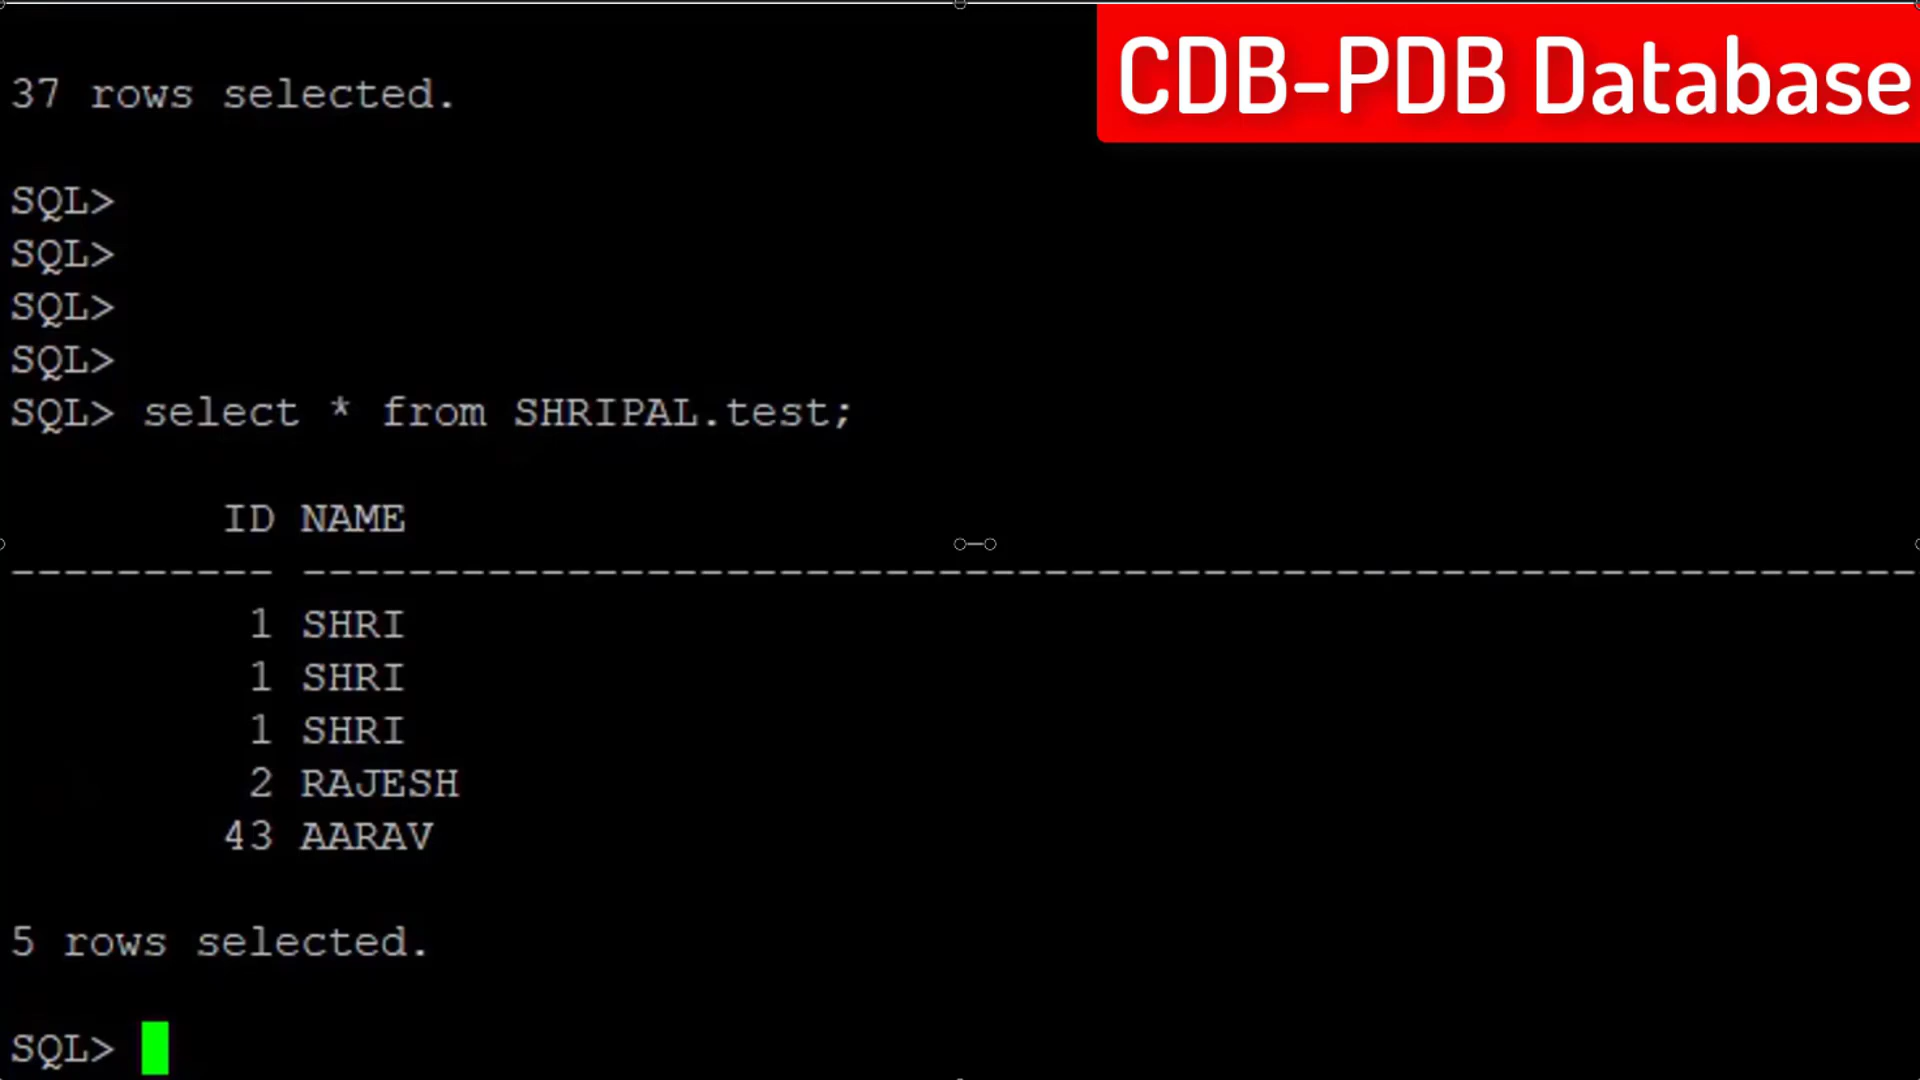 CDB-PDB Database
37 rows selected.
SQL>
SQL>
SQL>
SQL>
SQL> select * from SHRIPAL.test;
ID NAME
---------- --------------------------------------------------------------
1 SHRI
1 SHRI
1 SHRI
2 RAJESH
43 AARAV
5 rows selected.
SQL>